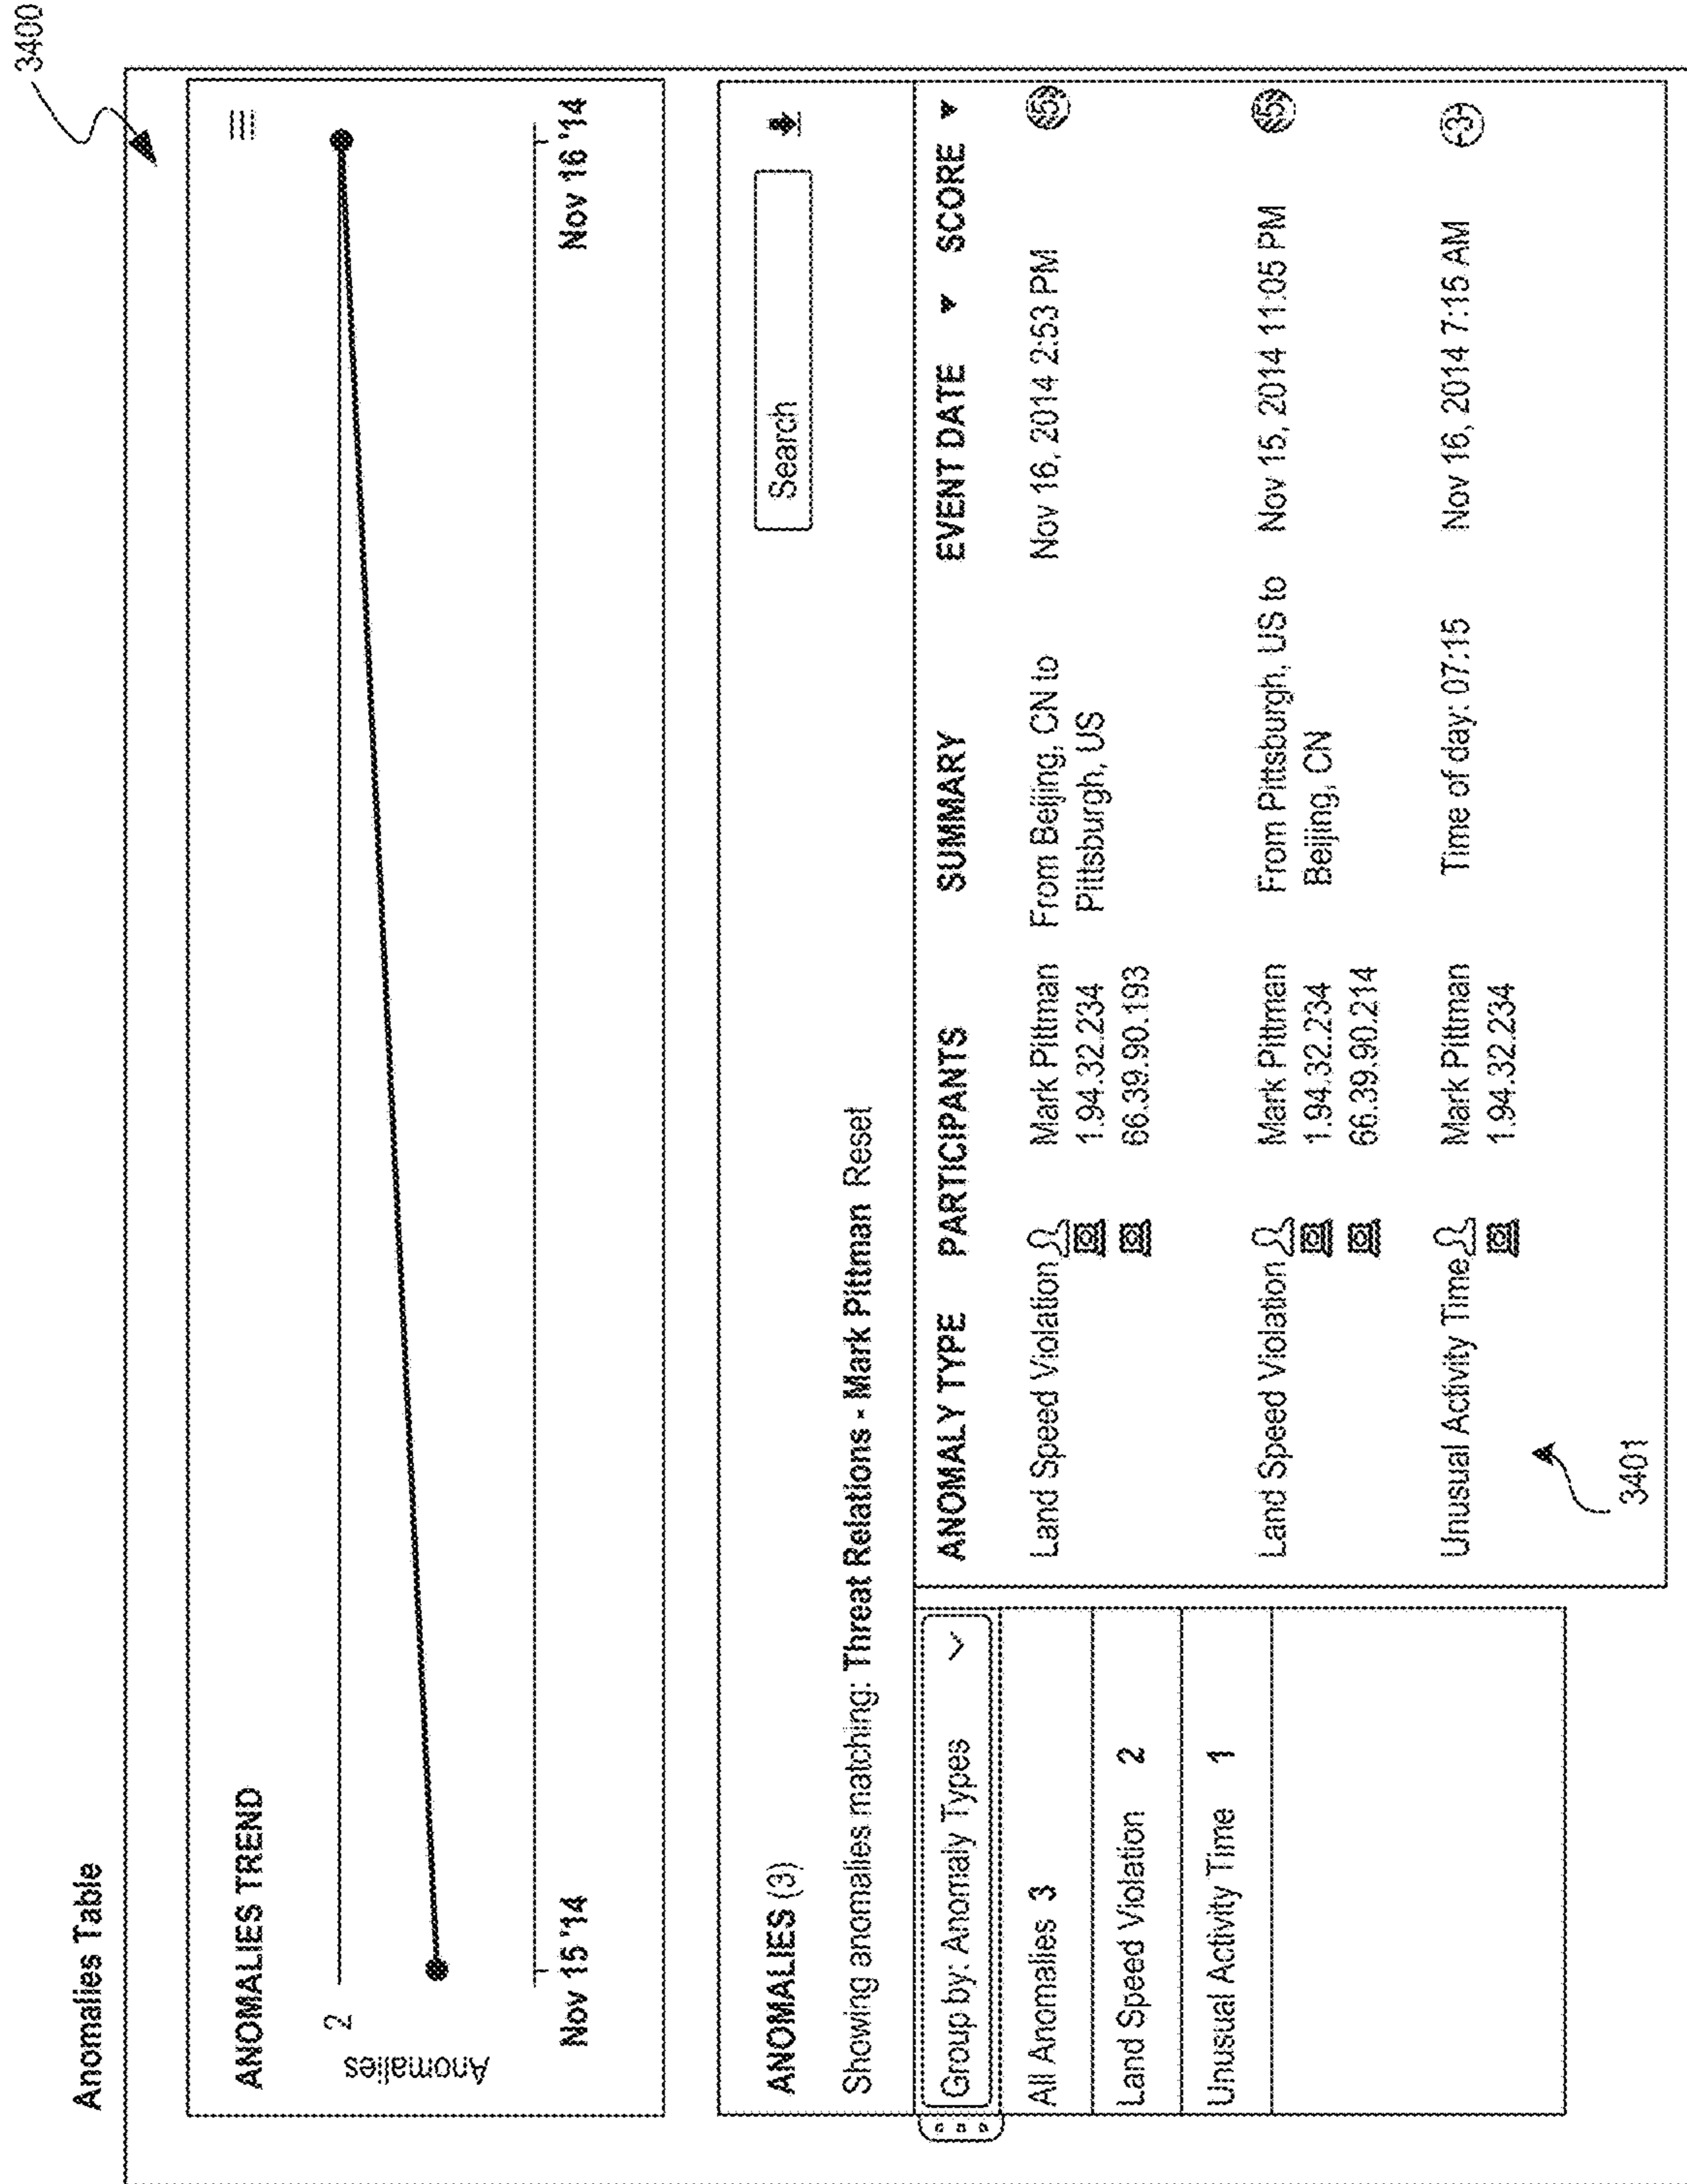 3400
Anomalies Table
ANOMALIES TREND
2
Anomalies
Nov 15 '14 Nov 16 '14
ANOMALIES (3)
Search
Showing anomalies matching: Threat Relations - Mark Pittman Reset
Group by: Anomaly Types
All Anomalies 3
Land Speed Violation 2
Unusual Activity Time 1
ANOMALY TYPE PARTICIPANTS SUMMARY EVENT DATE SCORE
Land Speed Violation Mark Pittman From Beijing, CN to Nov 16, 2014 2:53 PM 5
1.94.32.234 Pittsburgh, US
66.39.90.193
Land Speed Violation Mark Pittman From Pittsburgh, US to Nov 15, 2014 11:05 PM 5
1.94.32.234 Beijing, CN
66.39.90.214
Unusual Activity Time Mark Pittman Time of day: 07:15 Nov 16, 2014 7:15 AM 3
1.94.32.234
3401